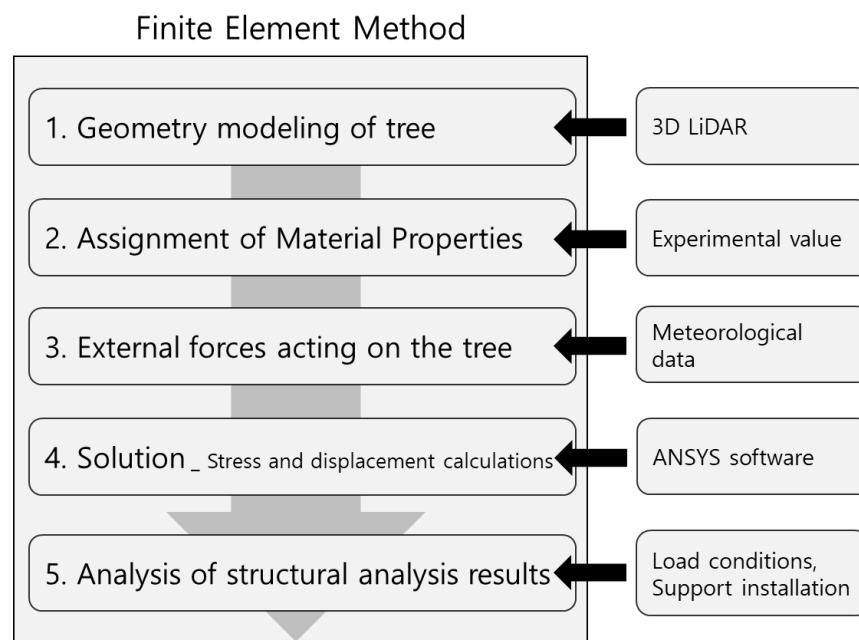 Finite Element Method
1. Geometry modeling of tree
3D LiDAR
2. Assignment of Material Properties
Experimental value
3. External forces acting on the tree
Meteorological
data
4. Solution _ Stress and displacement calculations
ANSYS software
5. Analysis of structural analysis results
Load conditions,
Support installation